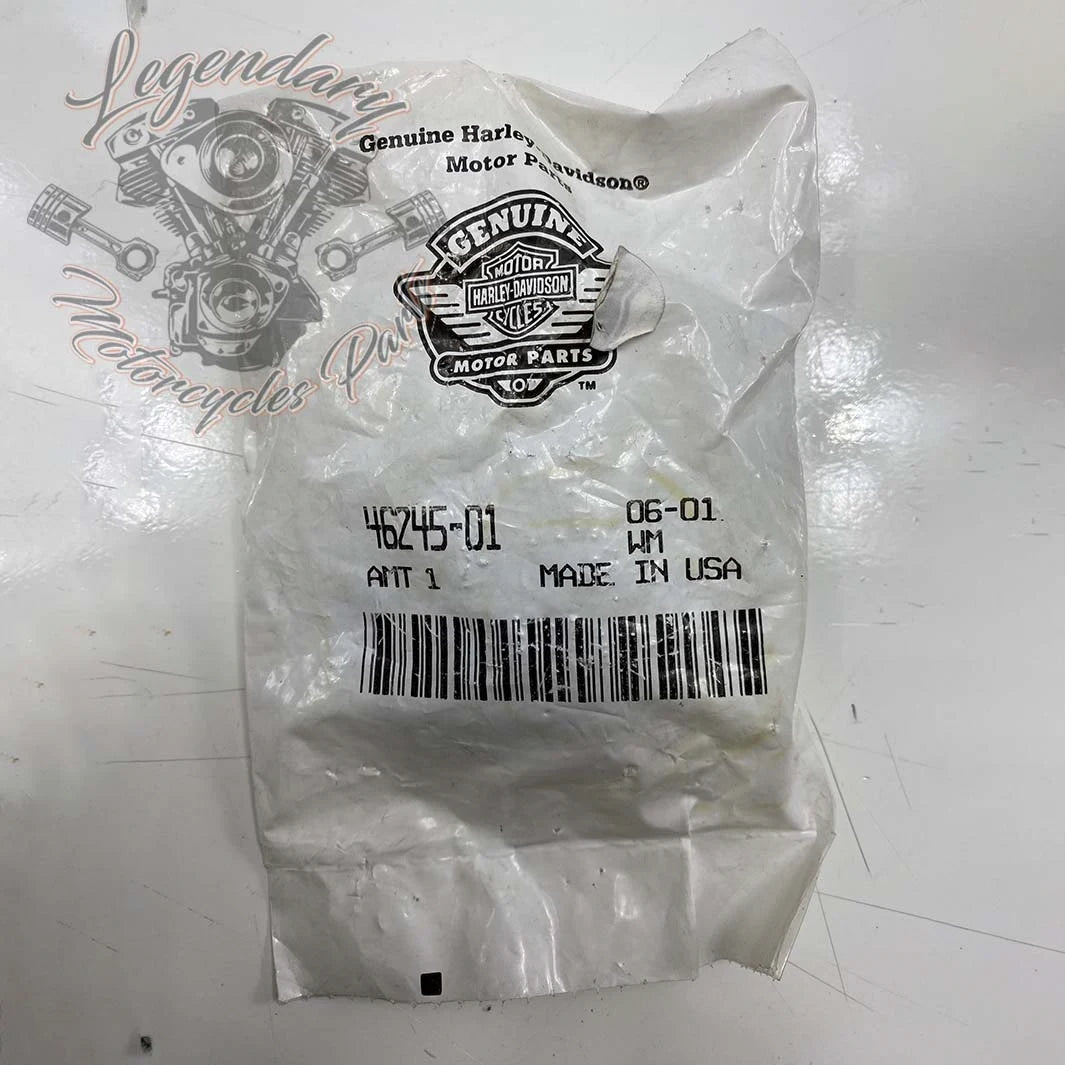 Legendary
Motorcycles Parts
Genuine Harley-Davidson®
Motor Parts
GENUINE
MOTOR
HARLEY-DAVIDSON
CYCLES
MOTOR PARTS
TM
46245-01
06-01
WM
AMT 1
MADE IN USA